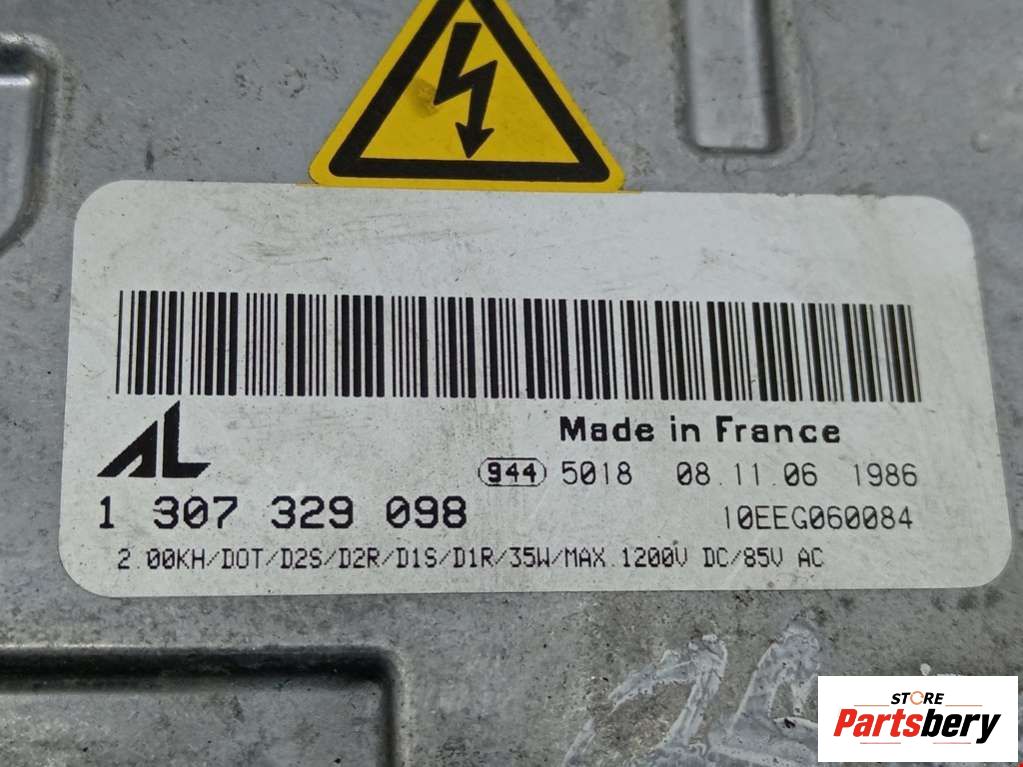 AL
Made in France
944 5018 08.11.06 1986
1 307 329 098
10EEG060084
2.00KH/DOT/D2S/D2R/D1S/D1R/35W/MAX.1200V DC/85V AC
STORE
Partsbery